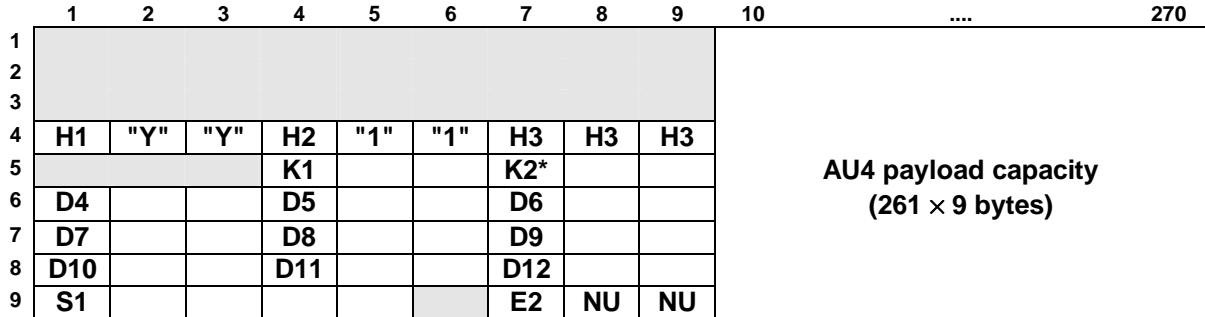 1 2 3 4 5 6 7 8 9 10 .... 270
1
2
3
4 H1 "Y" "Y" H2 "1" "1" H3 H3 H3
5 K1 K2* AU4 payload capacity
6 D4 D5 D6 (261 × 9 bytes)
7 D7 D8 D9
8 D10 D11 D12
9 S1 E2 NU NU